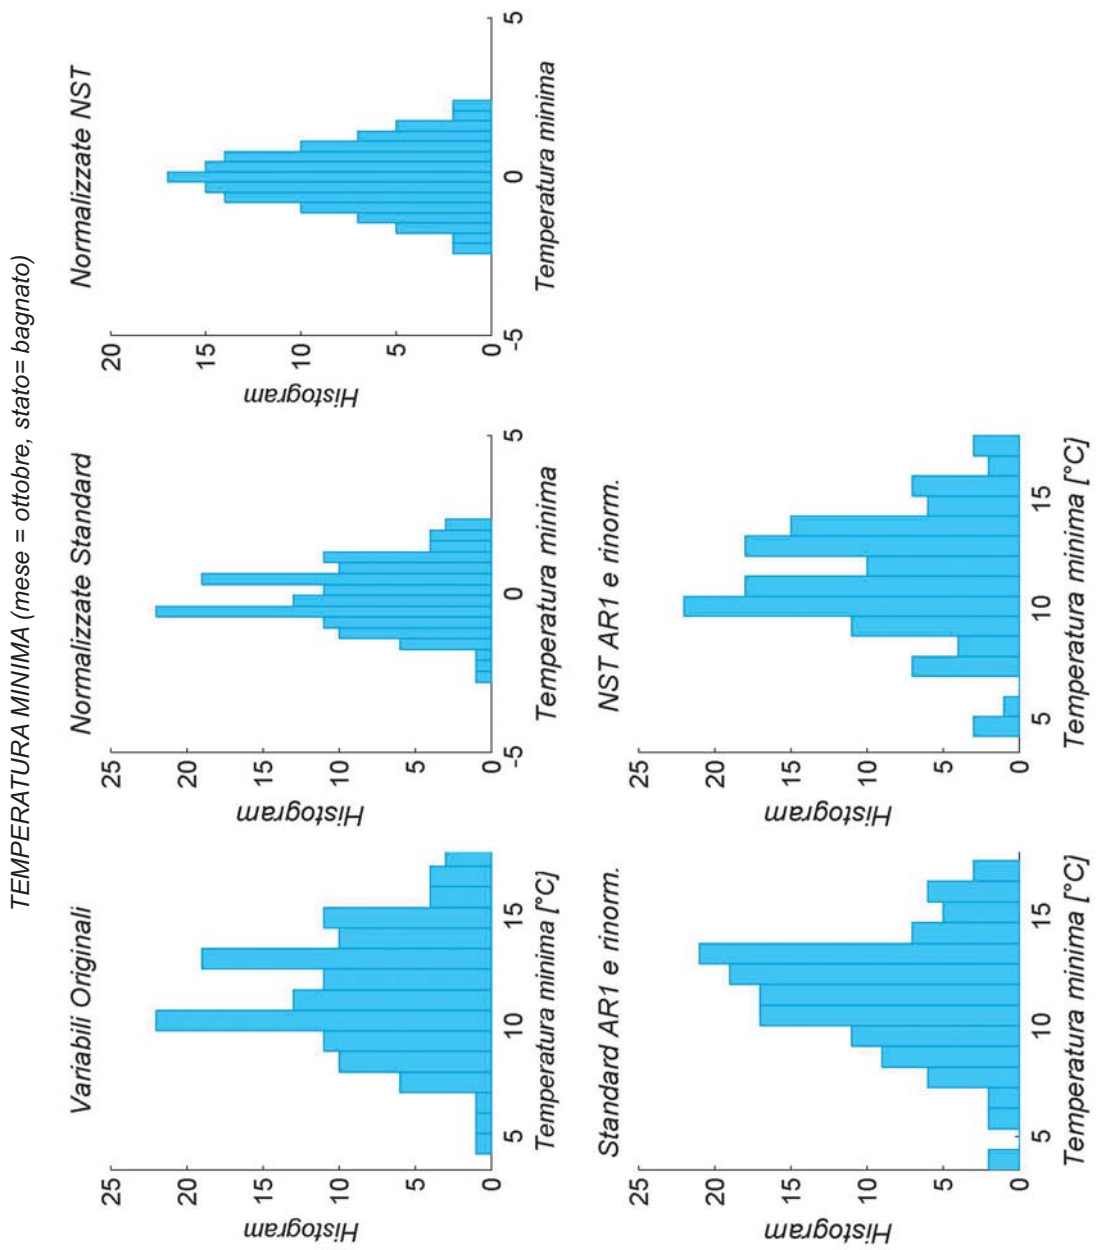 TEMPERATURA MINIMA (mese = ottobre, stato= bagnato)
Variabili Originali
Histogram
25
20
15
10
5
0
5 10 15
Temperatura minima [°C]
Normalizzate Standard
Histogram
25
20
15
10
5
0
-5 0 5
Temperatura minima
Normalizzate NST
Histogram
20
15
10
5
0
-5 0 5
Temperatura minima
Standard AR1 e rinorm.
Histogram
25
20
15
10
5
0
5 10 15
Temperatura minima [°C]
NST AR1 e rinorm.
Histogram
25
20
15
10
5
0
5 10 15
Temperatura minima [°C]